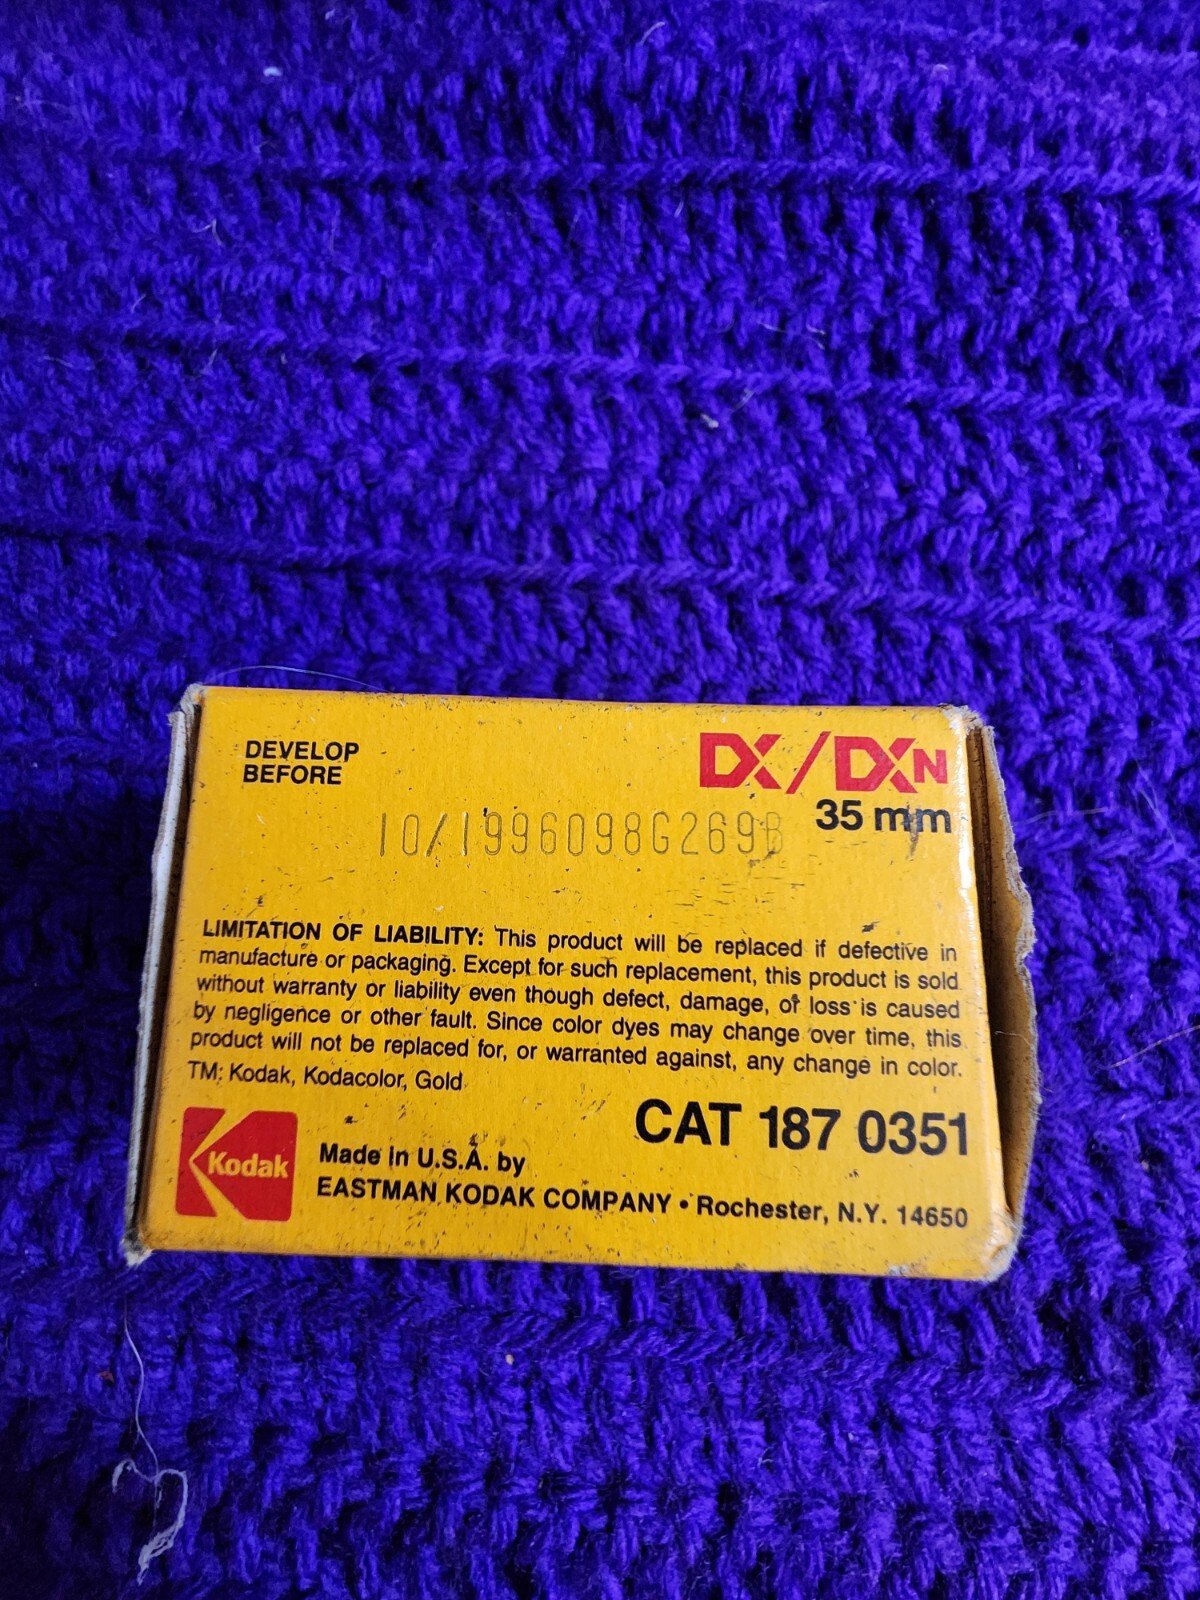 DEVELOP
BEFORE
DX/DXN
35 mm
10/1996098G269B
LIMITATION OF LIABILITY: This product will be replaced if defective in
manufacture or packaging. Except for such replacement, this product is sold
without warranty or liability even though defect, damage, or loss is caused
by negligence or other fault. Since color dyes may change over time, this
product will not be replaced for, or warranted against, any change in color.
TM: Kodak, Kodacolor, Gold
CAT 187 0351
Kodak
Made in U.S.A. by
EASTMAN KODAK COMPANY • Rochester, N.Y. 14650